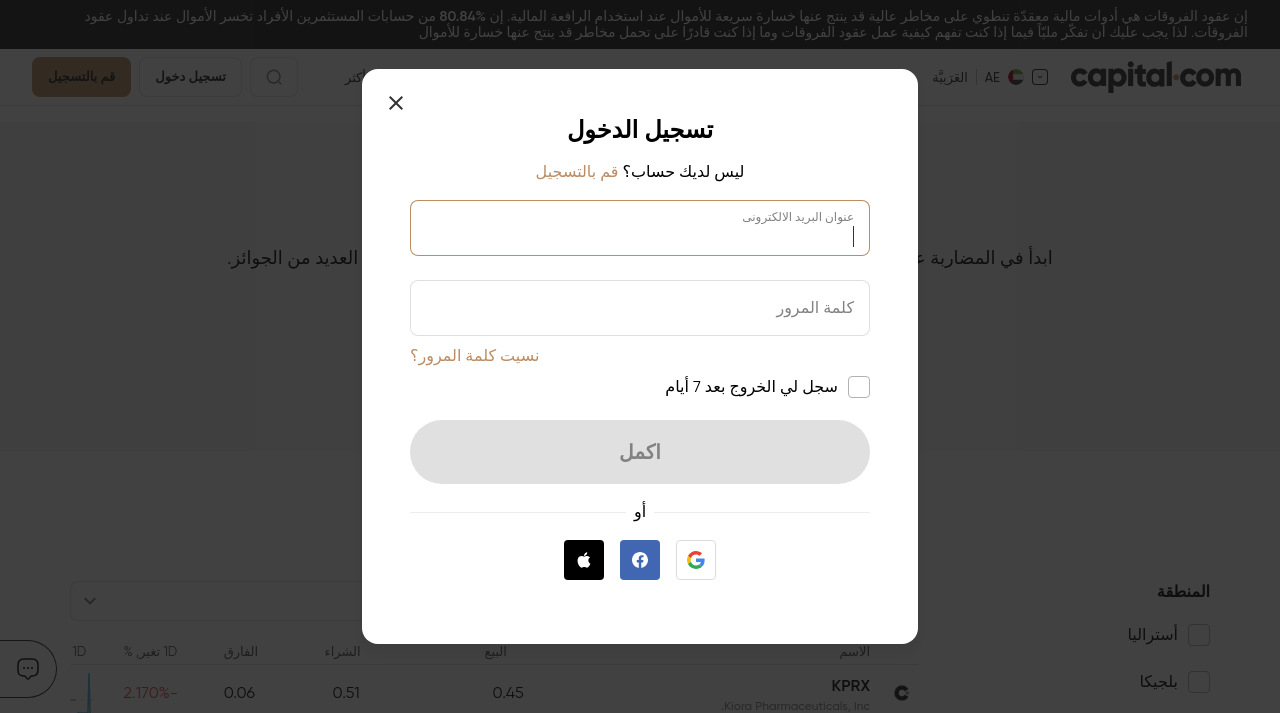 إن عقود الفروقات هي أدوات مالية معقدّة تنطوي على مخاطر عالية قد ينتج عنها خسارة سريعة للأموال عند استخدام الرافعة المالية. إن 80.84% من حسابات المستثمرين الأفراد تخسر الأموال عند تداول عقود
الفروقات. لذا يجب عليك أن تفكّر مليّاً فيما إذا كنت تفهم كيفية عمل عقود الفروقات وما إذا كنت قادرًا على تحمل مخاطر قد ينتج عنها خسارة للأموال
capital.com
AE العَرَبيَّة
تسجيل دخول
قم بالتسجيل
تسجيل الدخول
ليس لديك حساب؟ قم بالتسجيل
عنوان البريد الالكترونى
ابدأ في المضاربة
العديد من الجوائز.
كلمة المرور
نسيت كلمة المرور؟
سجل لي الخروج بعد 7 أيام
اكمل
أو
المنطقة
أستراليا
بلجيكا
الاسم البيع الشراء الفارق 1D تغير, % 1D
KPRX 0.45 0.51 0.06 -2.170%
Kiora Pharmaceuticals, Inc.